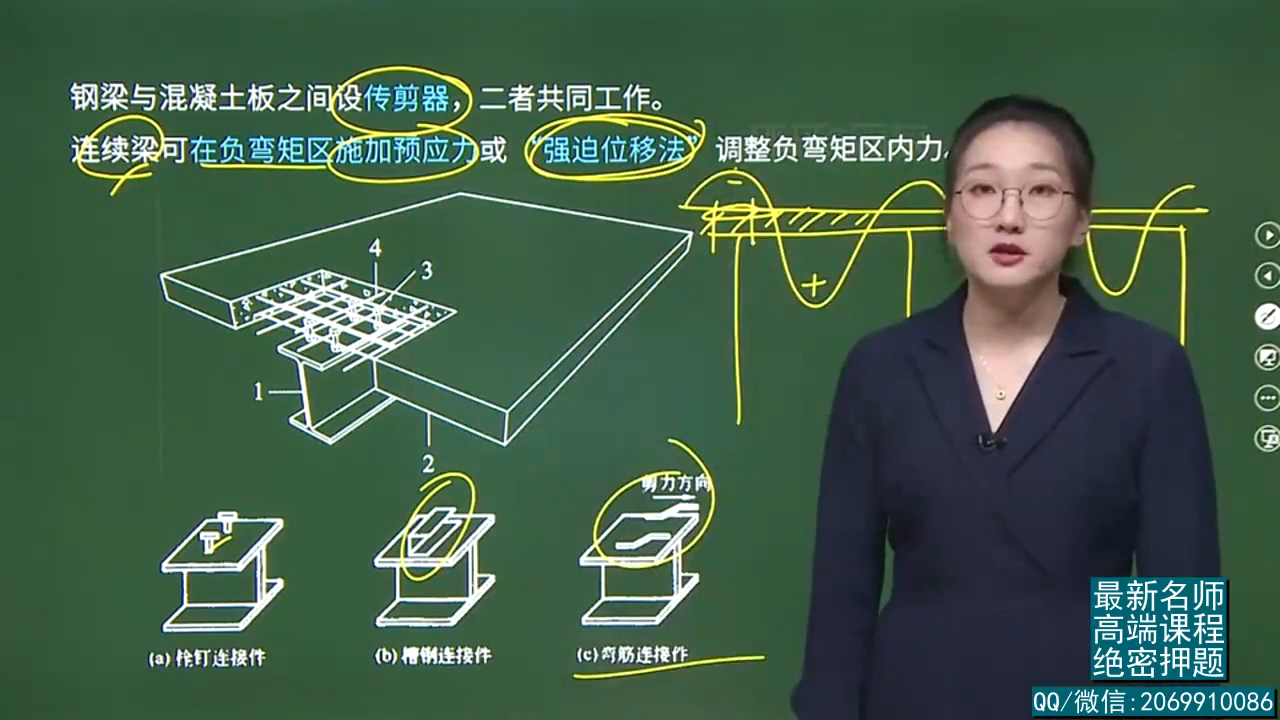 钢梁与混凝土板之间设传剪器，二者共同工作。
连续梁可在负弯矩区施加预应力或“强迫位移法”调整负弯矩区内力。
4
3
1
2
剪力方向
(a) 栓钉连接件
(b) 槽钢连接件
(c) 弯筋连接件
最新名师
高端课程
绝密押题
QQ/微信:2069910086